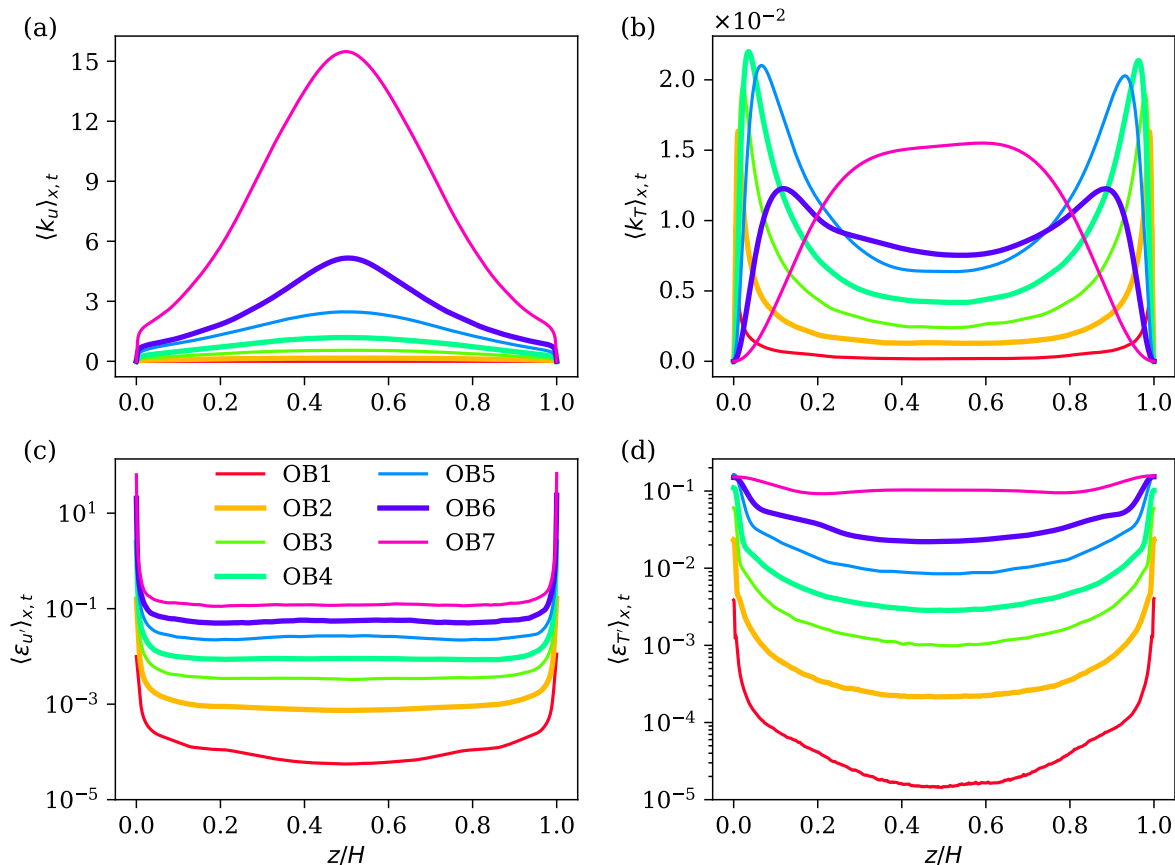 (a)
⟨k_u⟩_{x,t}
15
12
9
6
3
0
0.0 0.2 0.4 0.6 0.8 1.0
(b)
×10^{-2}
⟨k_T⟩_{x,t}
2.0
1.5
1.0
0.5
0.0
0.0 0.2 0.4 0.6 0.8 1.0
(c)
⟨ε_{u′}⟩_{x,t}
10^{1}
10^{-1}
10^{-3}
10^{-5}
OB1
OB2
OB3
OB4
OB5
OB6
OB7
0.0 0.2 0.4 0.6 0.8 1.0
z/H
(d)
⟨ε_{T′}⟩_{x,t}
10^{-1}
10^{-2}
10^{-3}
10^{-4}
10^{-5}
0.0 0.2 0.4 0.6 0.8 1.0
z/H